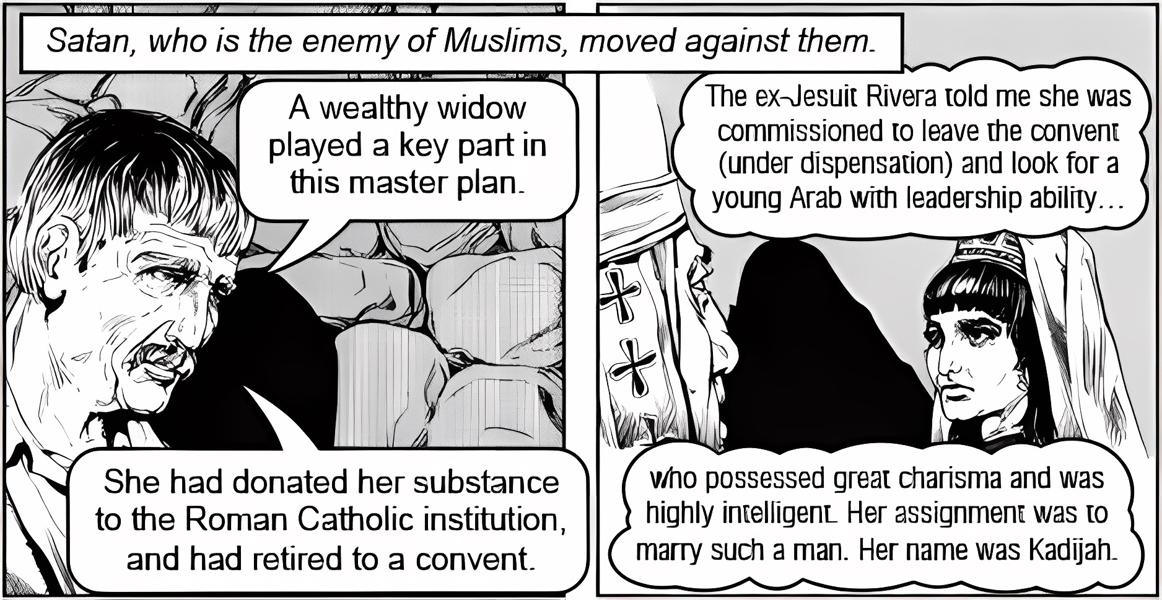 Satan, who is the enemy of Muslims, moved against them.
A wealthy widow
played a key part in
this master plan.
She had donated her substance
to the Roman Catholic institution,
and had retired to a convent.
The ex-Jesuit Rivera told me she was
commissioned to leave the convent
(under dispensation) and look for a
young Arab with leadership ability...
who possessed great charisma and was
highly intelligent. Her assignment was to
marry such a man. Her name was Kadijah.